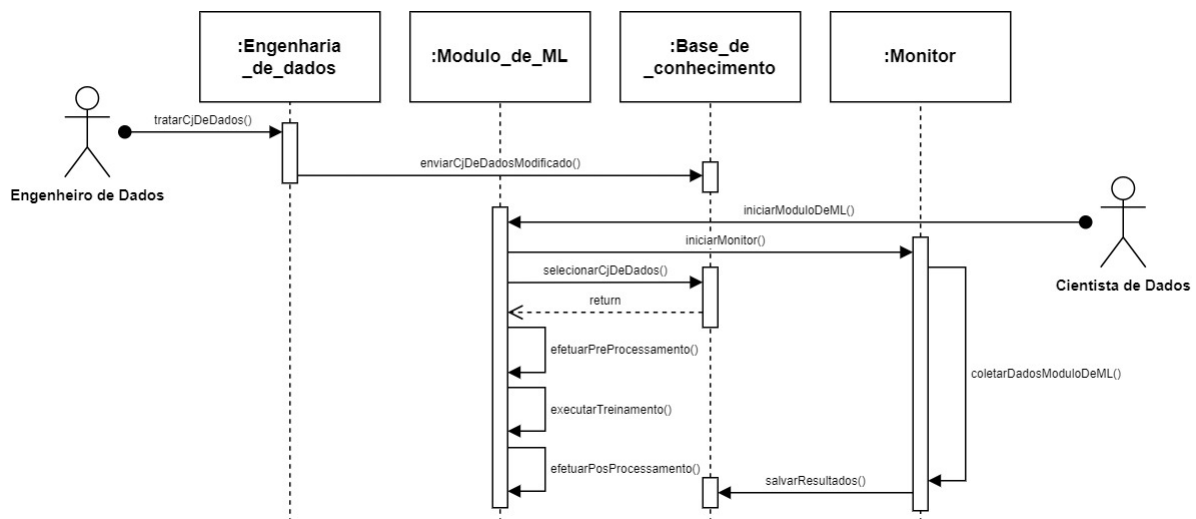 :Engenharia
_de_dados
:Modulo_de_ML
:Base_de
_conhecimento
:Monitor
tratarCjDeDados()
enviarCjDeDadosModificado()
Engenheiro de Dados
iniciarModuloDeML()
iniciarMonitor()
selecionarCjDeDados()
Cientista de Dados
return
efetuarPreProcessamento()
coletarDadosModuloDeML()
executarTreinamento()
efetuarPosProcessamento()
salvarResultados()